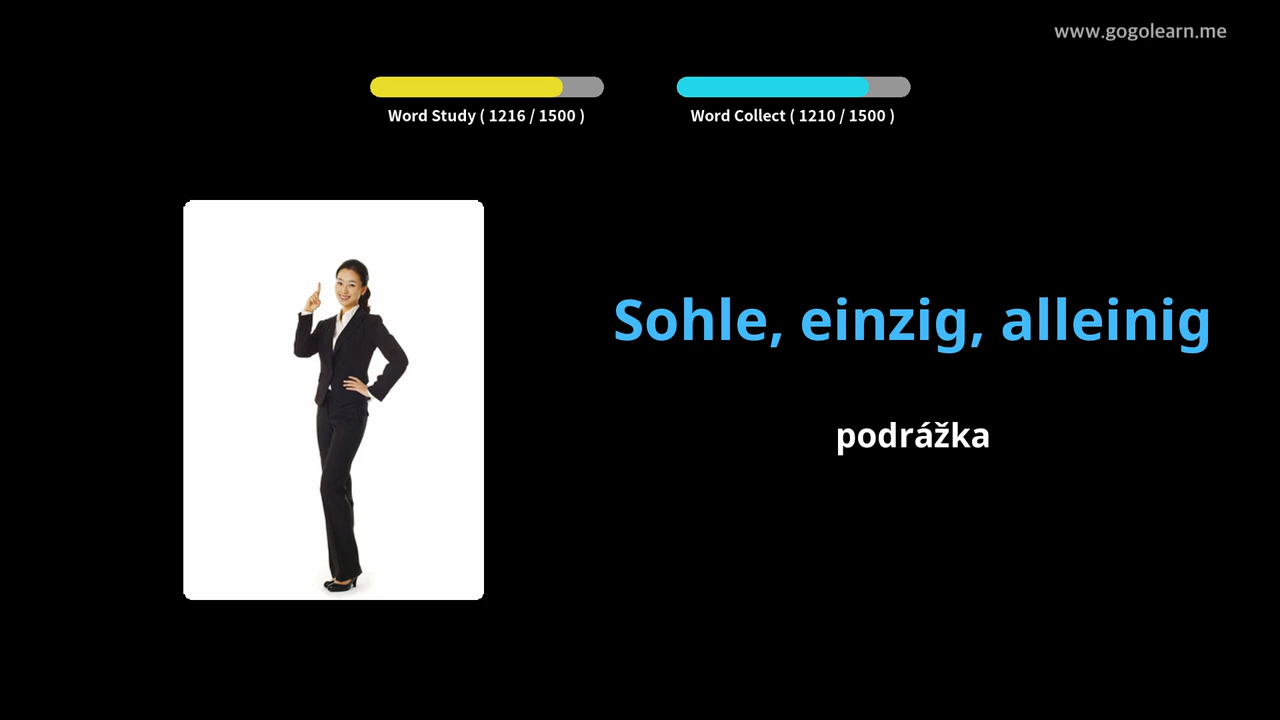 www.gogolearn.me
Word Study ( 1216 / 1500 )
Word Collect ( 1210 / 1500 )
Sohle, einzig, alleinig
podrážka